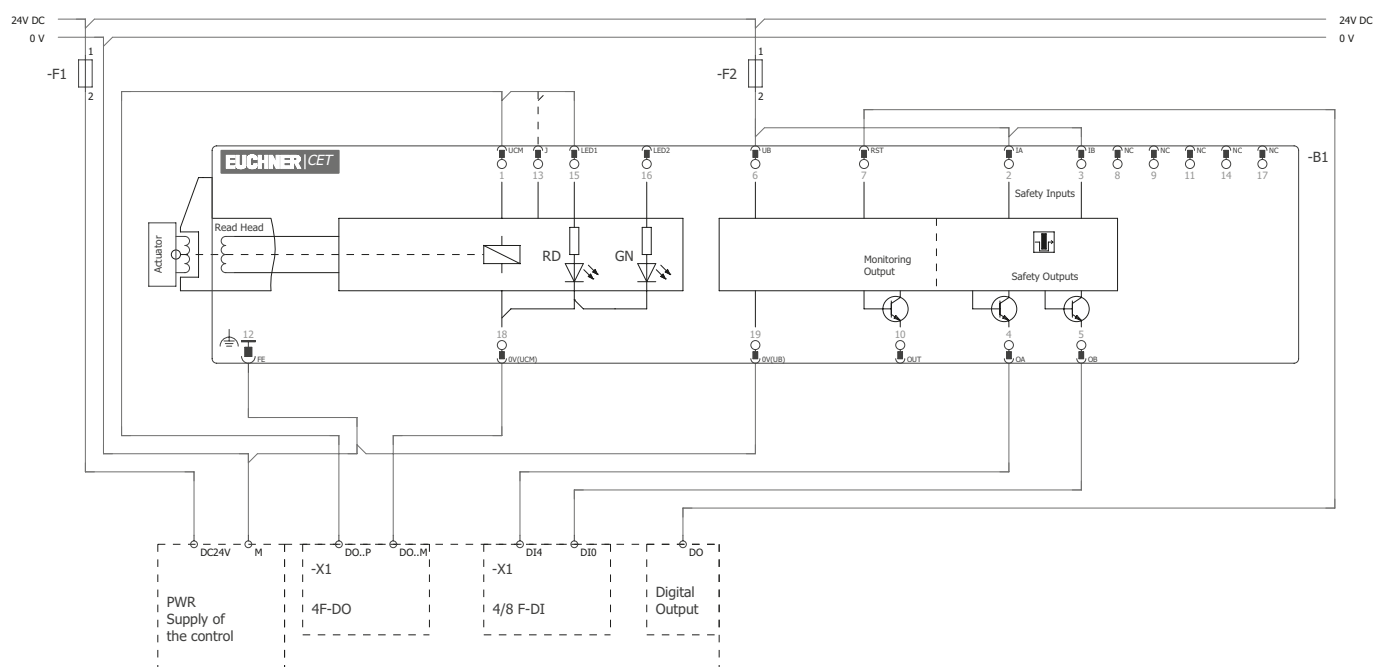 24V DC
24V DC
0 V
0 V
1
1
-F1
-F2
2
2
EUCHNER CET
UCM
J
LED1
LED2
UB
RST
IA
IB
NC
NC
NC
NC
NC
-B1
1
13
15
16
6
7
2
3
8
9
11
14
17
Safety Inputs
Actuator
Read Head
RD
GN
Monitoring
Output
Safety Outputs
12
18
19
10
4
5
FE
0V(UCM)
0V(UB)
OUT
OA
OB
DC24V
M
DO..P
DO..M
DI4
DI0
DO
-X1
-X1
PWR
Supply of
the control
4F-DO
4/8 F-DI
Digital
Output